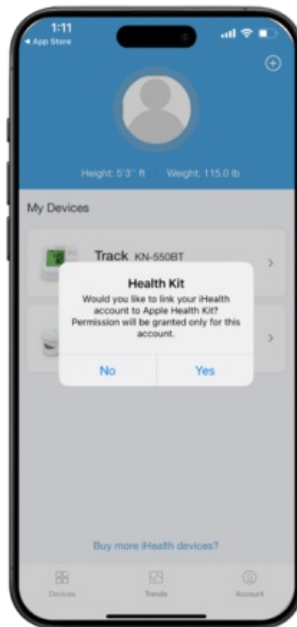 1:11
◀ App Store
Height: 5'3'' ft Weight: 115.0 lb
My Devices
Track KN-550BT
Health Kit
Would you like to link your iHealth
account to Apple Health Kit?
Permission will be granted only for this
account.
No Yes
Buy more iHealth devices?
Devices Trends Account